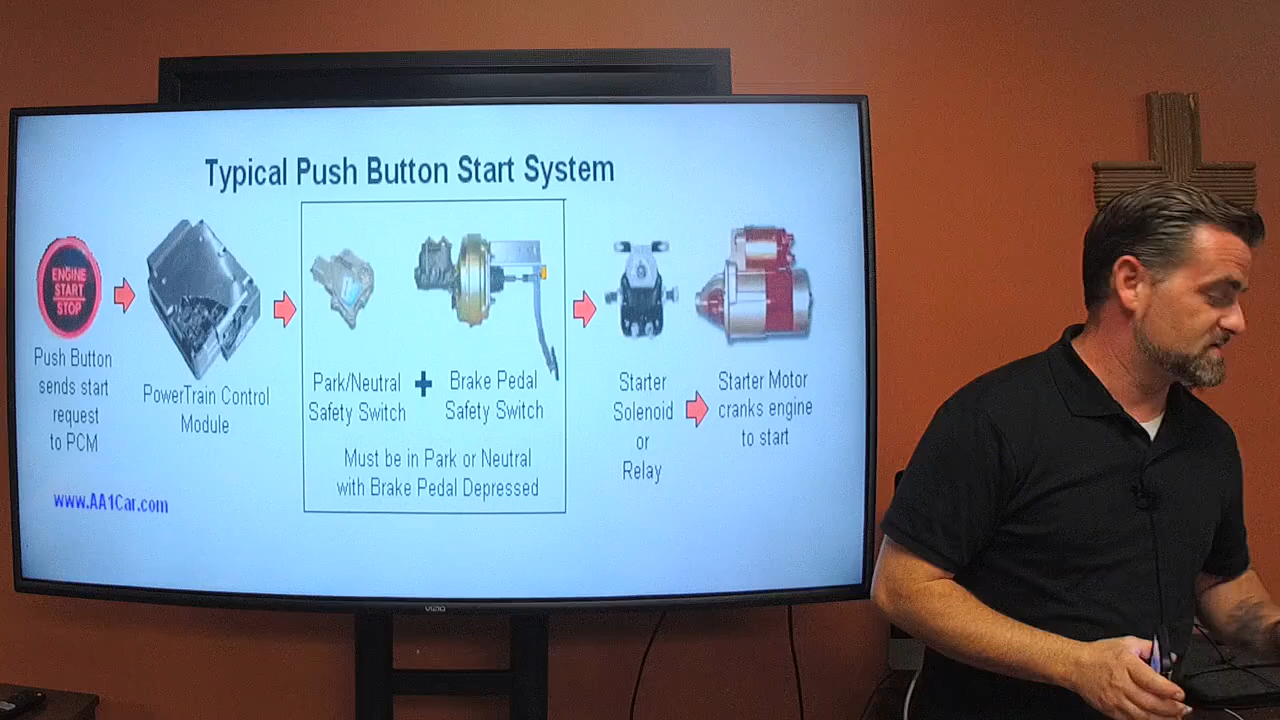 Typical Push Button Start System
ENGINE
START
STOP
Push Button
sends start
request
to PCM
PowerTrain Control
Module
Park/Neutral
Safety Switch
+
Brake Pedal
Safety Switch
Must be in Park or Neutral
with Brake Pedal Depressed
Starter
Solenoid
or
Relay
Starter Motor
cranks engine
to start
www.AA1Car.com
VIZIO